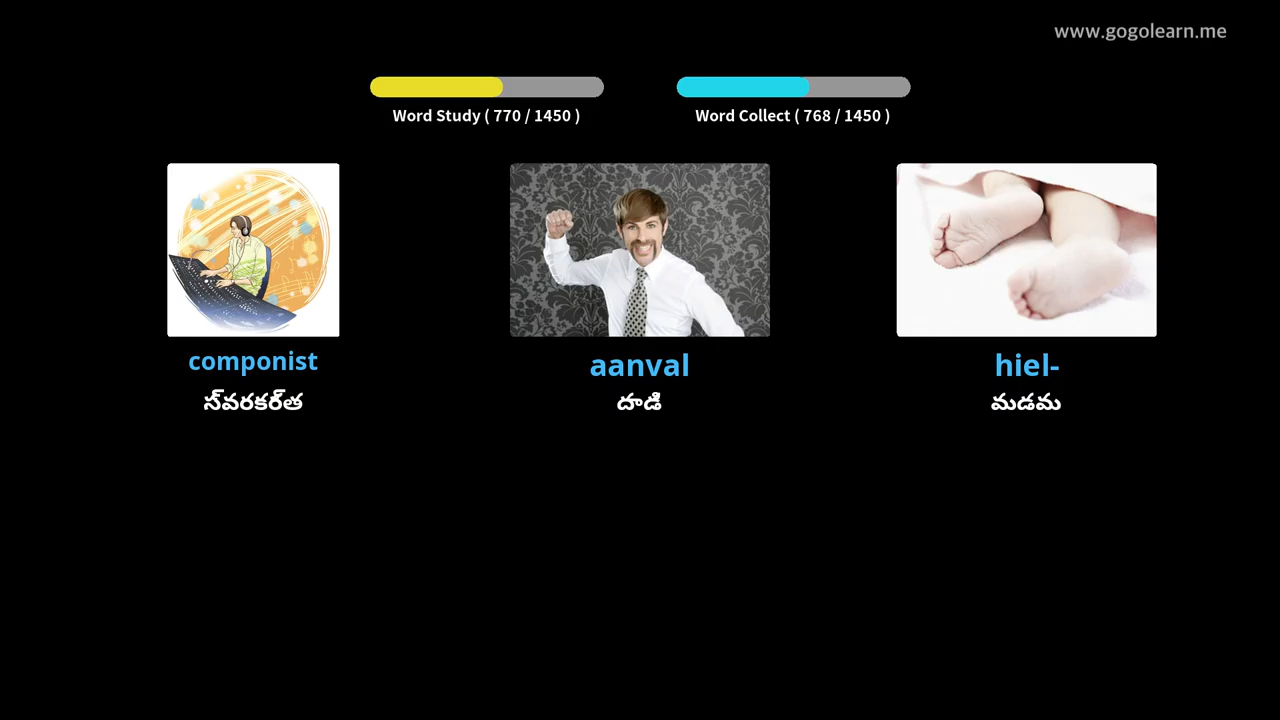 www.gogolearn.me
Word Study ( 770 / 1450 )
Word Collect ( 768 / 1450 )
componist
aanval
hiel-
స్‌వరకర్‌త
దాడి
మడమ